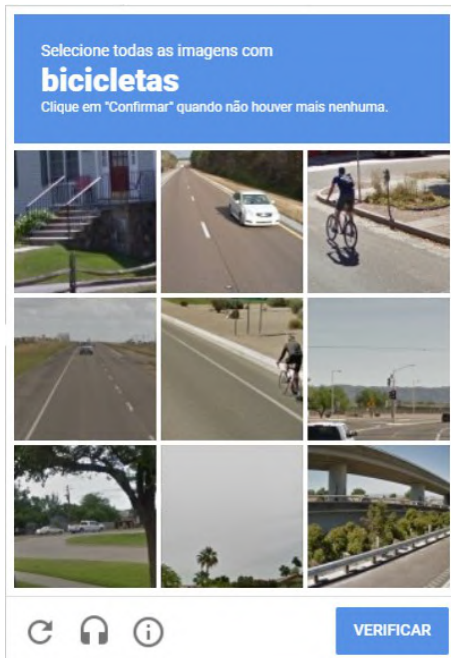 Selecione todas as imagens com
bicicletas
Clique em "Confirmar" quando não houver mais nenhuma.
VERIFICAR